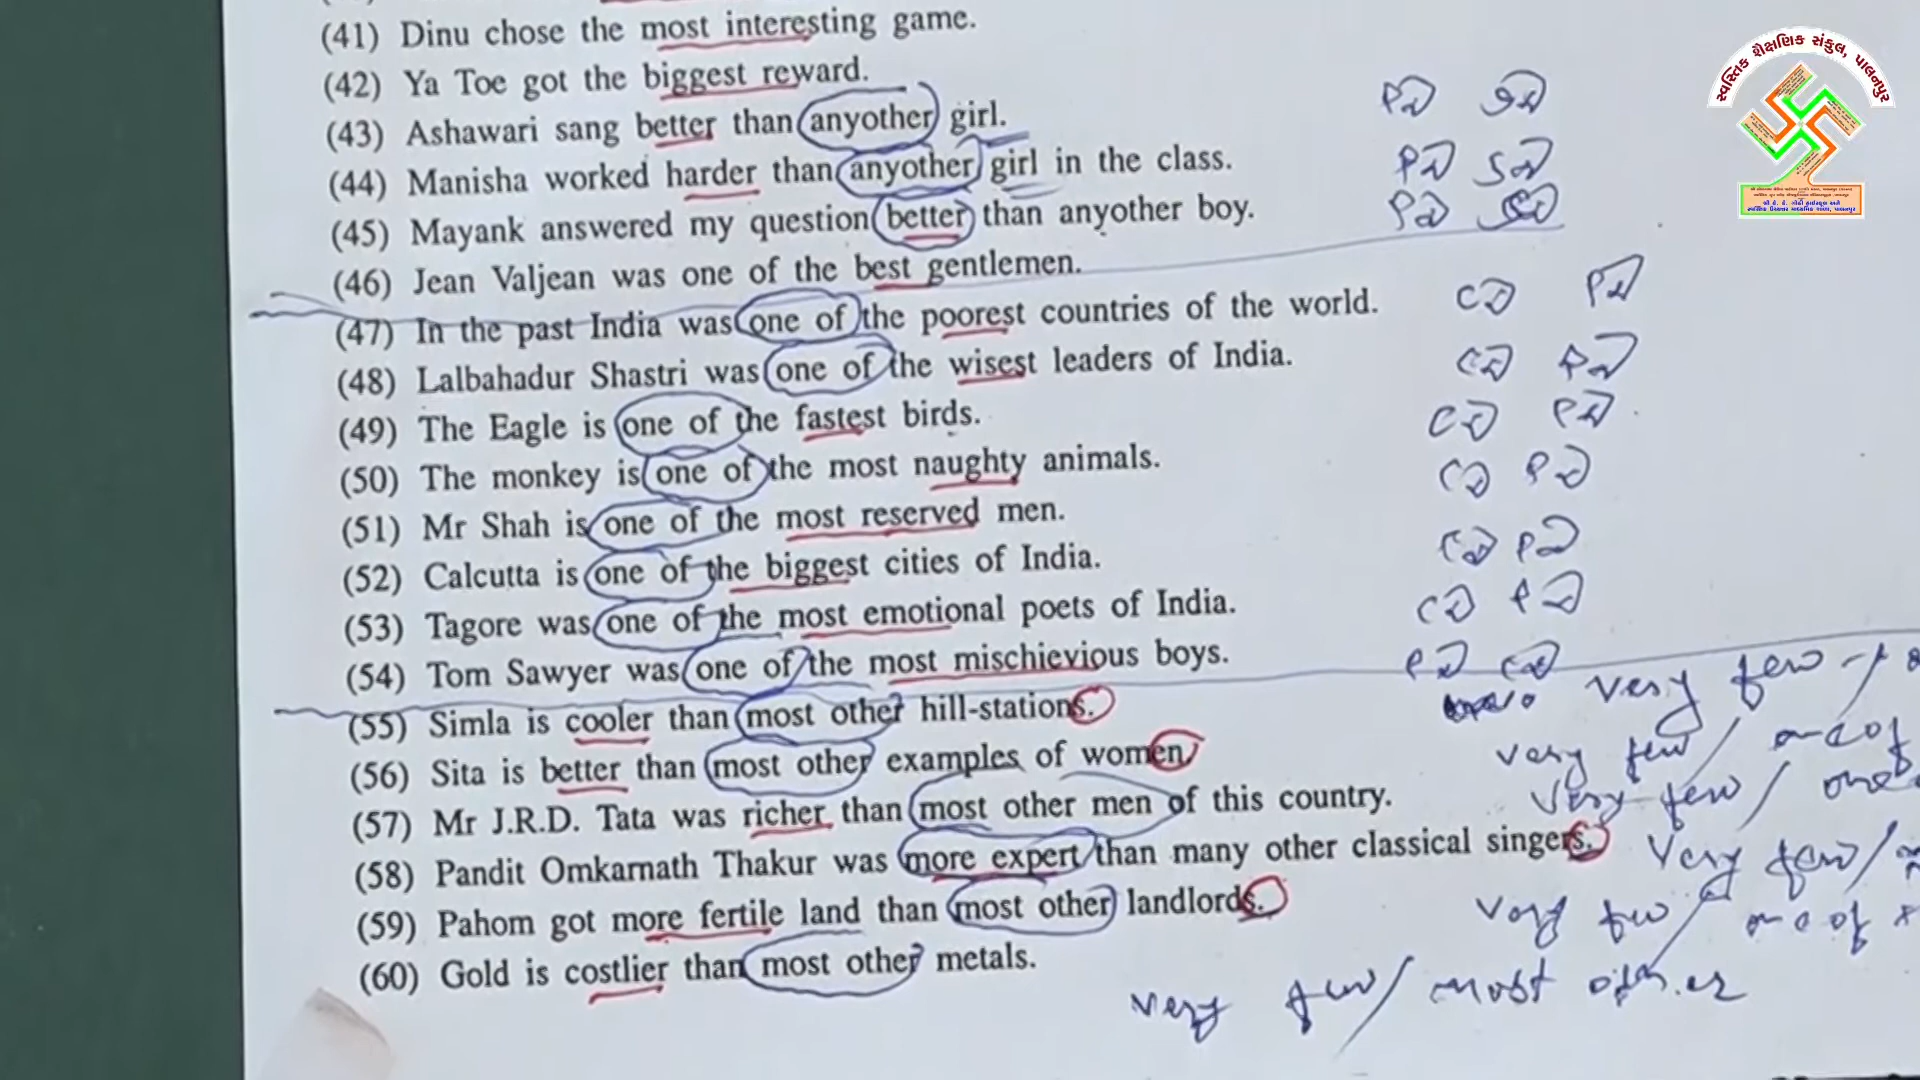 (41) Dinu chose the most interesting game.
(42) Ya Toe got the biggest reward.
(43) Ashawari sang better than anyother girl.
(44) Manisha worked harder than anyother girl in the class.
(45) Mayank answered my question better than anyother boy.
(46) Jean Valjean was one of the best gentlemen.
(47) In the past India was one of the poorest countries of the world.
(48) Lalbahadur Shastri was one of the wisest leaders of India.
(49) The Eagle is one of the fastest birds.
(50) The monkey is one of the most naughty animals.
(51) Mr Shah is one of the most reserved men.
(52) Calcutta is one of the biggest cities of India.
(53) Tagore was one of the most emotional poets of India.
(54) Tom Sawyer was one of the most mischievious boys.
very few
(55) Simla is cooler than most other hill-stations.
very few / one of
(56) Sita is better than most other examples of women.
very few / one
(57) Mr J.R.D. Tata was richer than most other men of this country.
(58) Pandit Omkarnath Thakur was more expert than many other classical singers.
very few /
(59) Pahom got more fertile land than most other landlords.
very few / one of
(60) Gold is costlier than most other metals.
very few / most other
સ્વસ્તિક શૈક્ષણિક સંકુલ, પાલનપુર